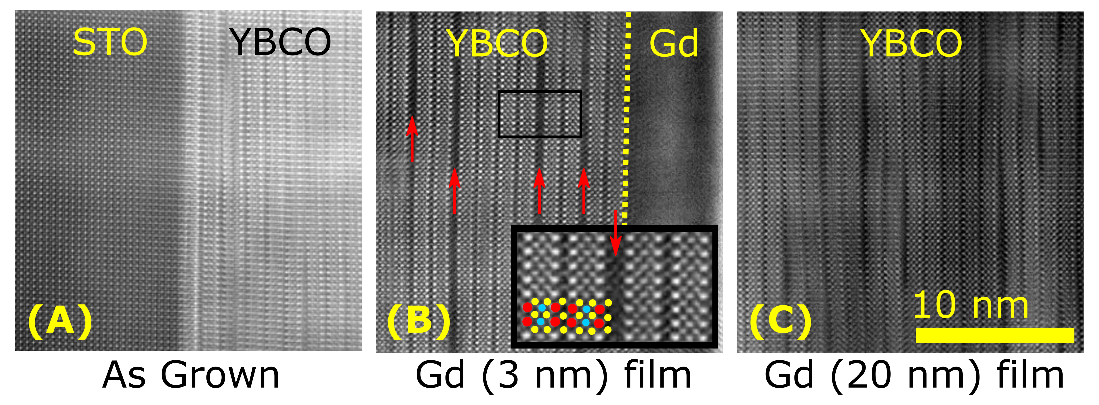 STO YBCO
(A)
As Grown
YBCO Gd
(B)
Gd (3 nm) film
YBCO
10 nm
(C)
Gd (20 nm) film